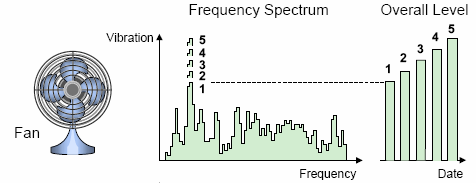 Frequency Spectrum
Overall Level
Vibration
5
4
3
2
1
1
2
3
4
5
Fan
Frequency
Date